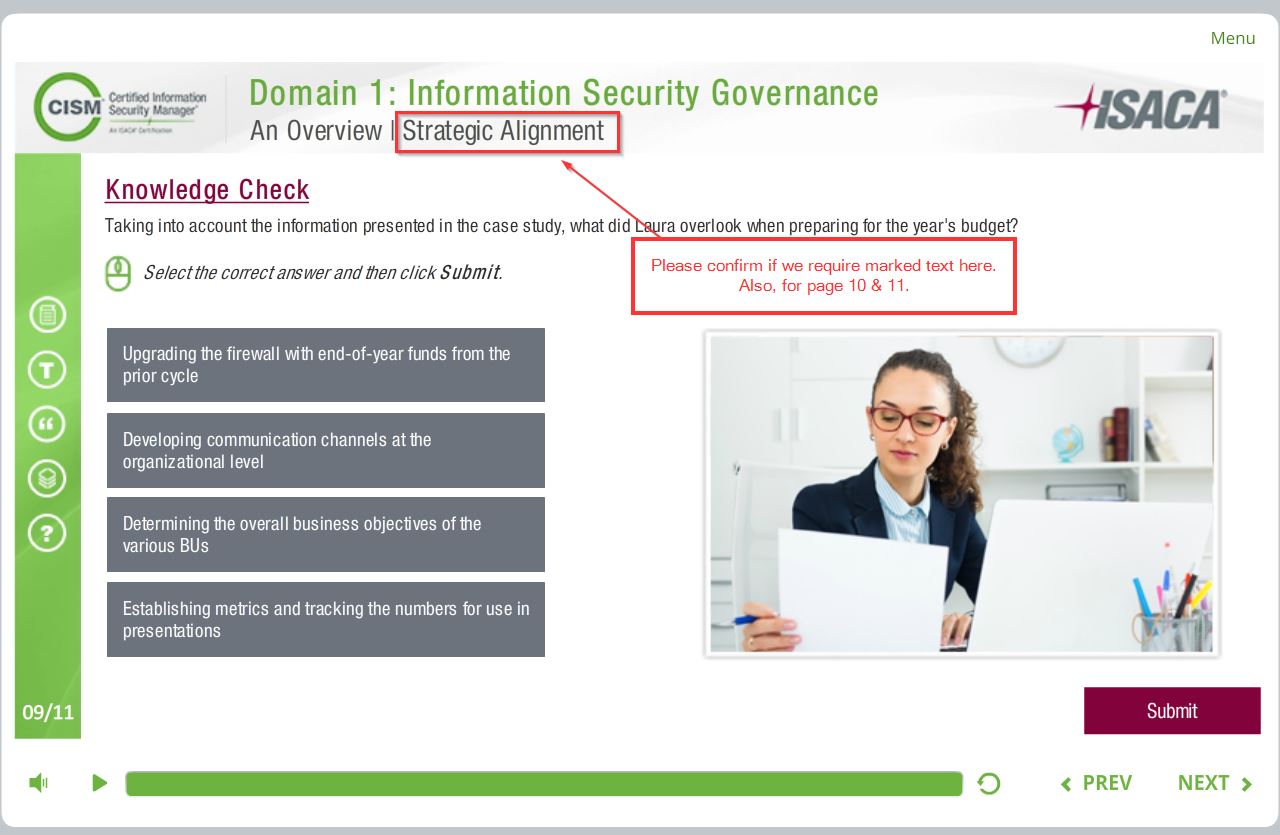 Menu
CISM
Certified Information
Security Manager®
An ISACA® Certification
Domain 1: Information Security Governance
An Overview | Strategic Alignment
ISACA®
Knowledge Check
Taking into account the information presented in the case study, what did Laura overlook when preparing for the year's budget?
Please confirm if we require marked text here.
Also, for page 10 & 11.
Select the correct answer and then click Submit.
Upgrading the firewall with end-of-year funds from the
prior cycle
Developing communication channels at the
organizational level
Determining the overall business objectives of the
various BUs
Establishing metrics and tracking the numbers for use in
presentations
T
“
?
09/11
Submit
PREV
NEXT